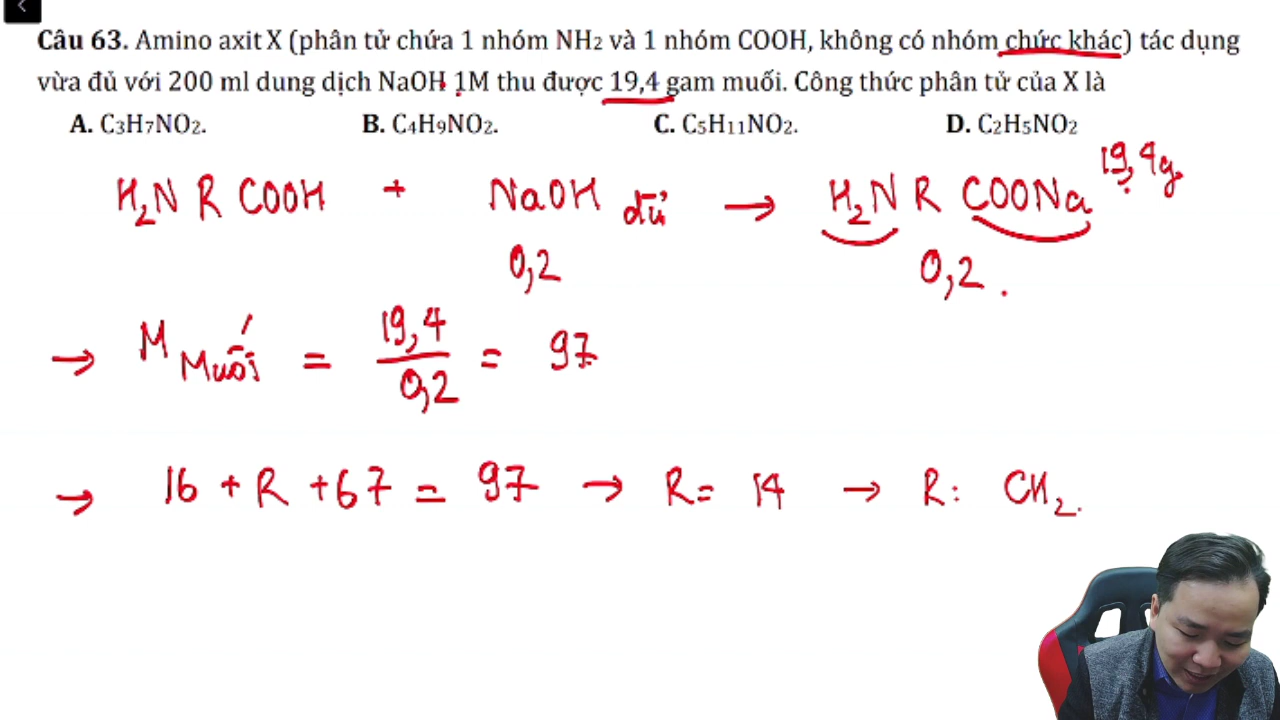 Câu 63. Amino axit X (phân tử chứa 1 nhóm NH2 và 1 nhóm COOH, không có nhóm chức khác) tác dụng
vừa đủ với 200 ml dung dịch NaOH 1M thu được 19,4 gam muối. Công thức phân tử của X là
A. C3H7NO2. B. C4H9NO2. C. C5H11NO2. D. C2H5NO2
19,4g
H2N R COOH + NaOH đủ → H2N R COONa
0,2 0,2.
→ M Muối = 19,4 / 0,2 = 97
→ 16 + R + 67 = 97 → R = 14 → R: CH2.